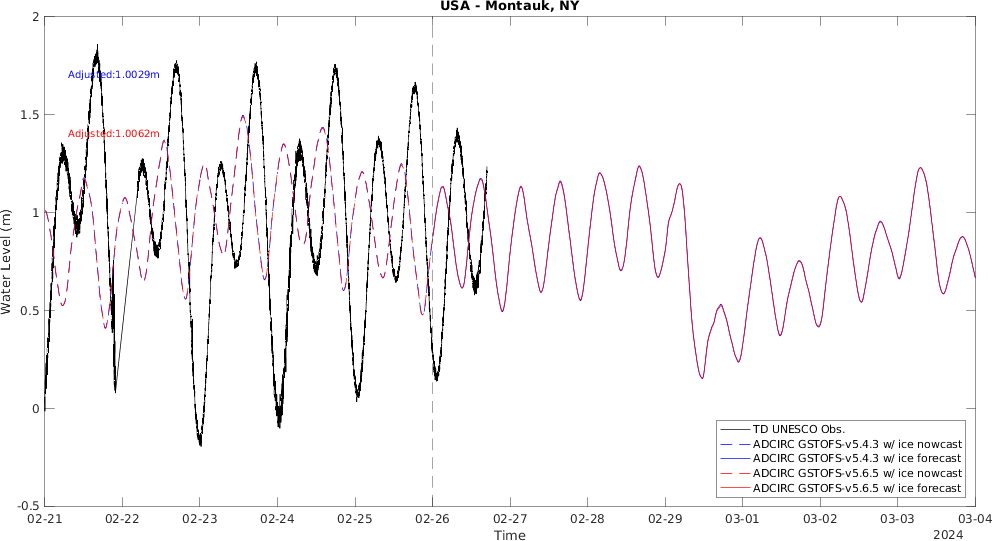 USA - Montauk, NY
2
1.5
1
0.5
0
-0.5
Water Level (m)
Adjusted:1.0029m
Adjusted:1.0062m
TD UNESCO Obs.
ADCIRC GSTOFS-v5.4.3 w/ ice nowcast
ADCIRC GSTOFS-v5.4.3 w/ ice forecast
ADCIRC GSTOFS-v5.6.5 w/ ice nowcast
ADCIRC GSTOFS-v5.6.5 w/ ice forecast
02-21 02-22 02-23 02-24 02-25 02-26 02-27 02-28 02-29 03-01 03-02 03-03 03-04
Time
2024